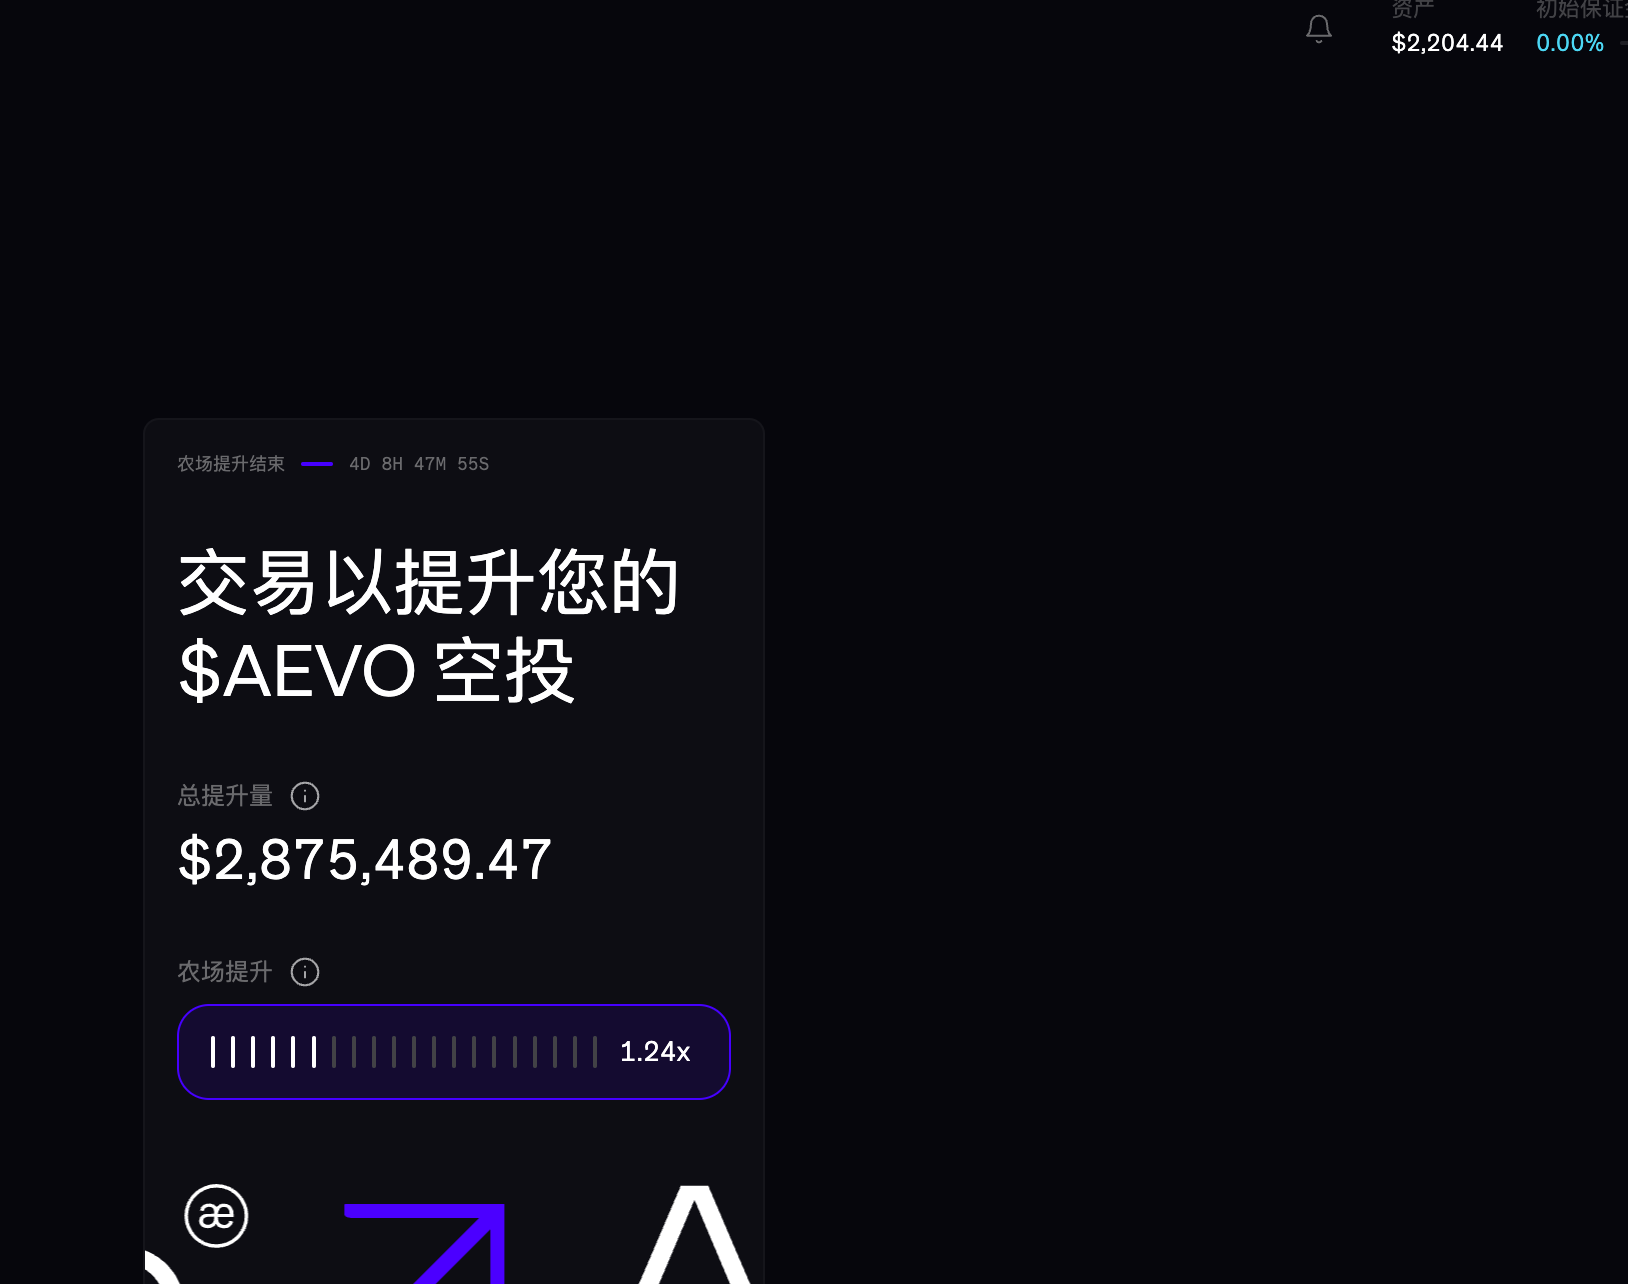 资产
初始保证
$2,204.44
0.00%
农场提升结束 4D 8H 47M 55S
交易以提升您的
$AEVO 空投
总提升量
$2,875,489.47
农场提升
1.24x
æ
A